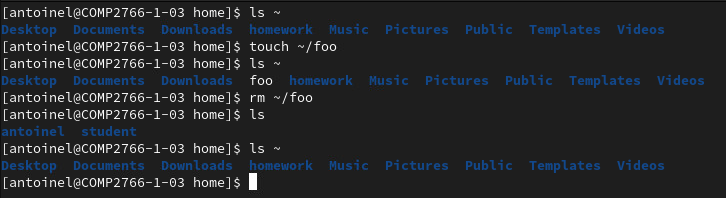 [antoinel@COMP2766-1-03 home]$ ls ~
Desktop  Documents  Downloads  homework  Music  Pictures  Public  Templates  Videos
[antoinel@COMP2766-1-03 home]$ touch ~/foo
[antoinel@COMP2766-1-03 home]$ ls ~
Desktop  Documents  Downloads  foo  homework  Music  Pictures  Public  Templates  Videos
[antoinel@COMP2766-1-03 home]$ rm ~/foo
[antoinel@COMP2766-1-03 home]$ ls
antoinel  student
[antoinel@COMP2766-1-03 home]$ ls ~
Desktop  Documents  Downloads  homework  Music  Pictures  Public  Templates  Videos
[antoinel@COMP2766-1-03 home]$